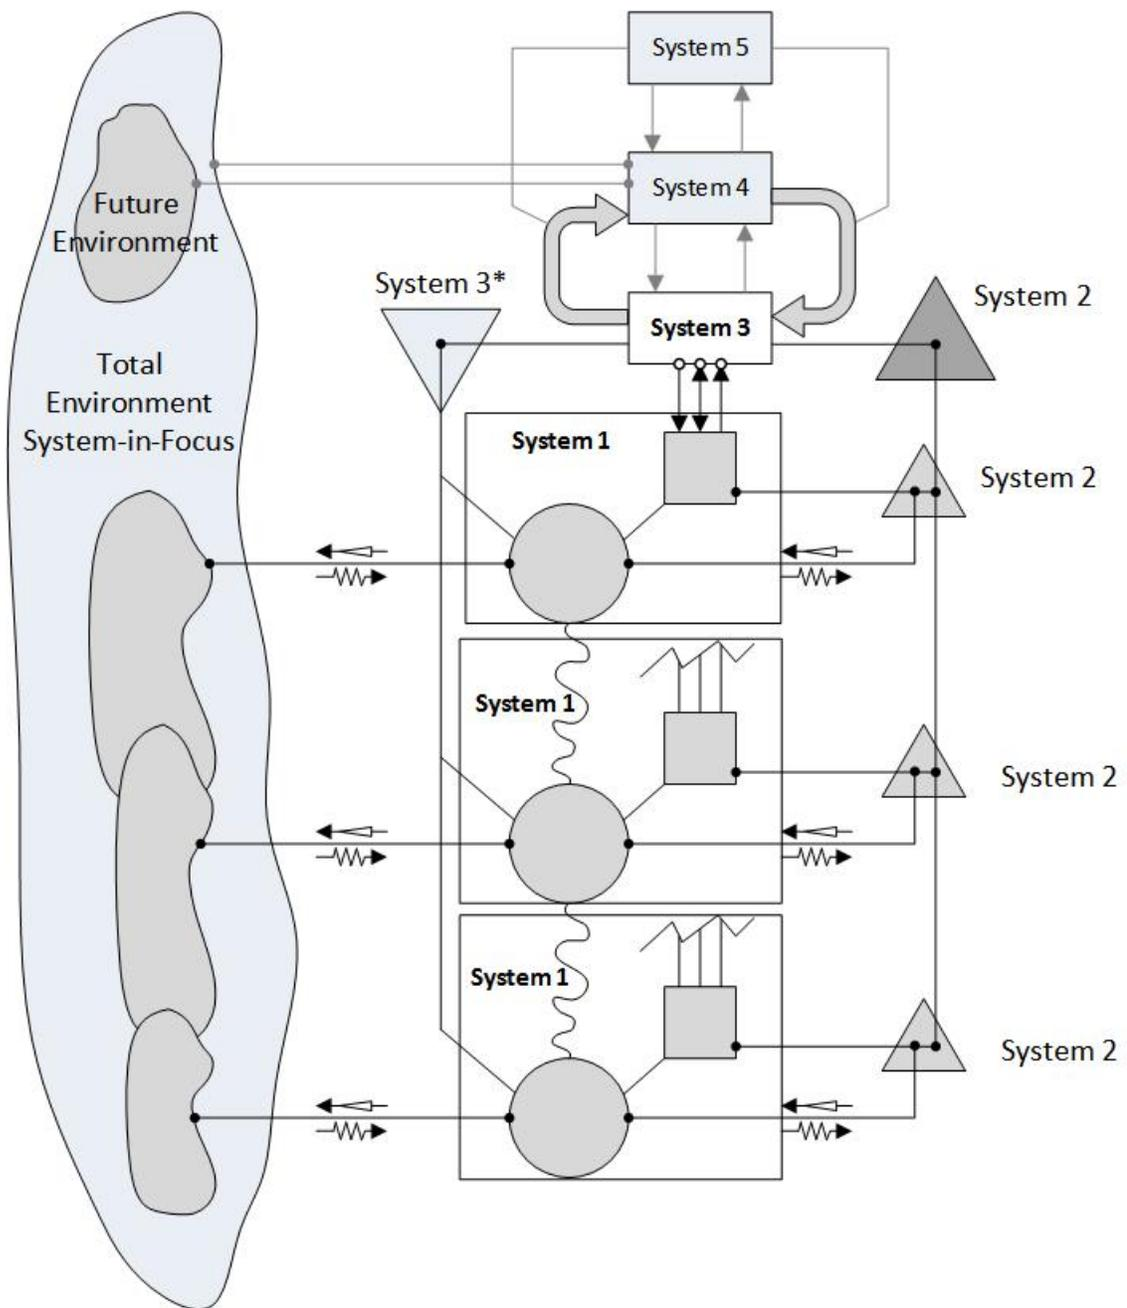 System 5
System 4
Future
Environment
System 3*
System 3
System 2
Total
Environment
System-in-Focus
System 1
System 2
System 1
System 2
System 1
System 2